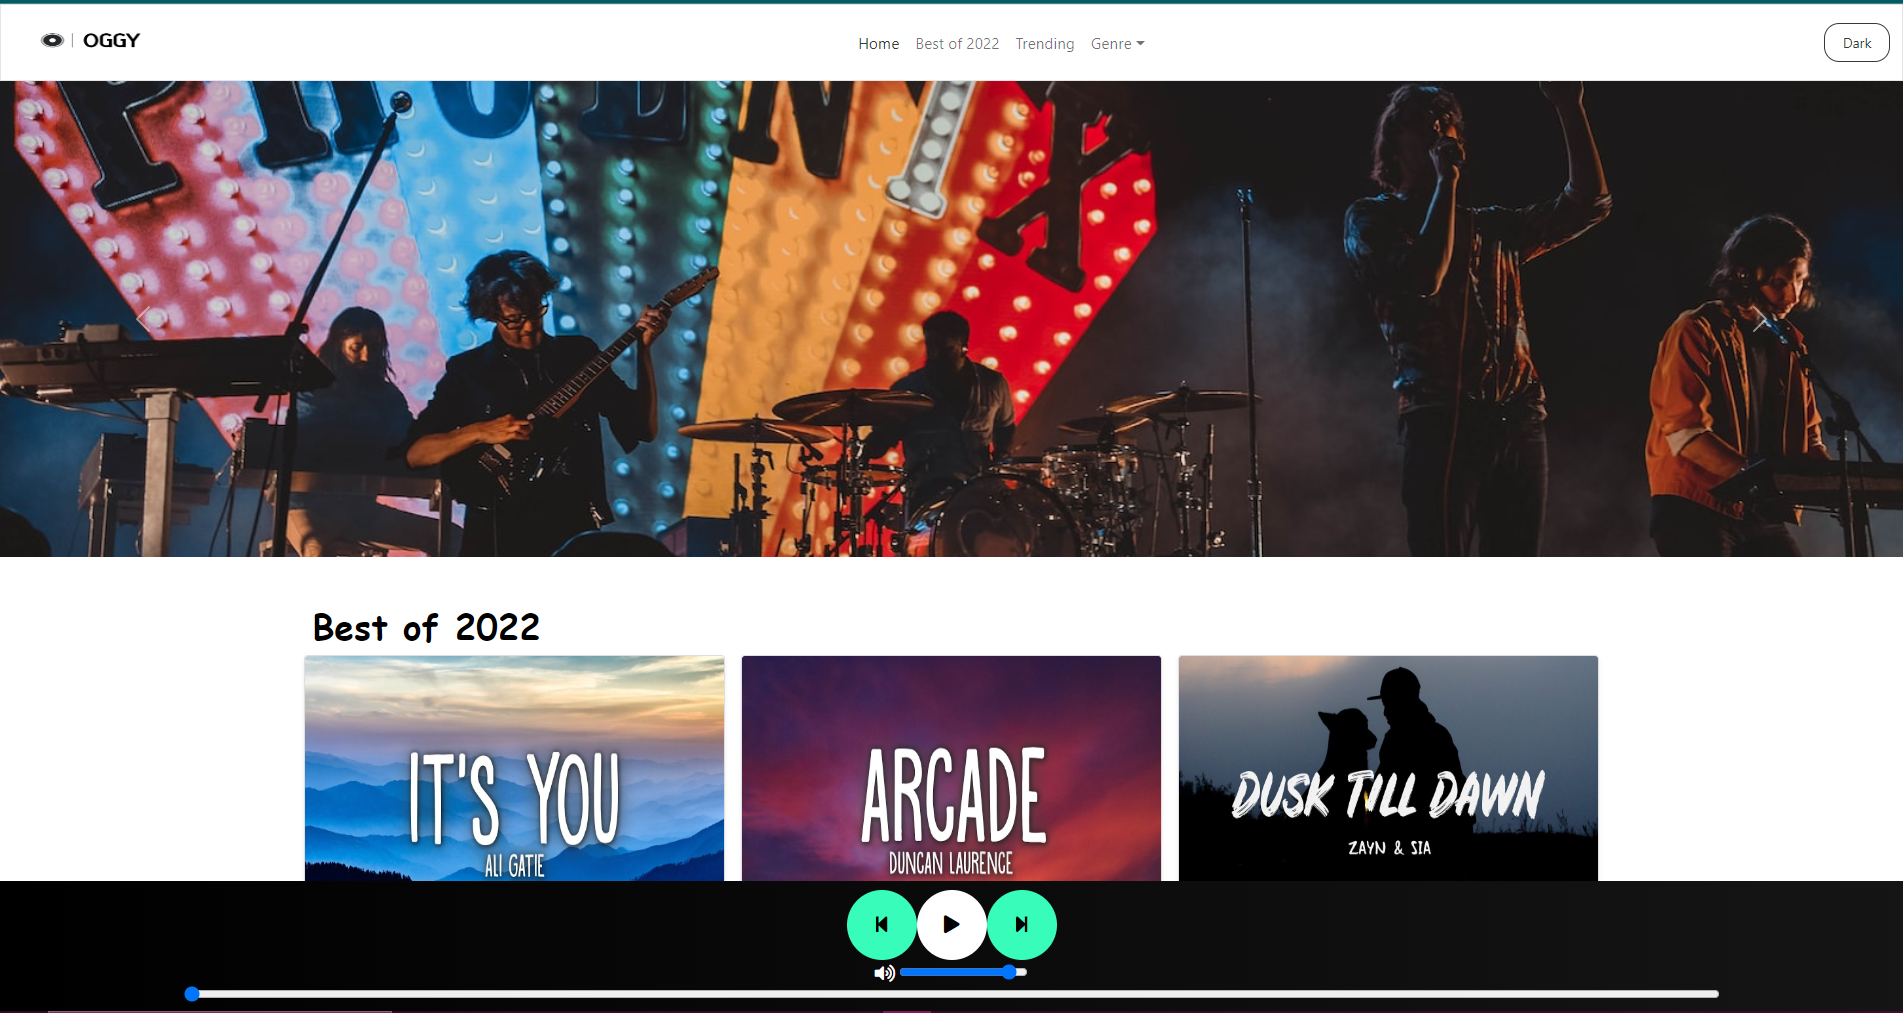 OGGY
Home Best of 2022 Trending Genre
Dark
PHOENIX
Best of 2022
IT'S YOU
ALI GATIE
ARCADE
DUNCAN LAURENCE
DUSK TILL DAWN
ZAYN & SIA